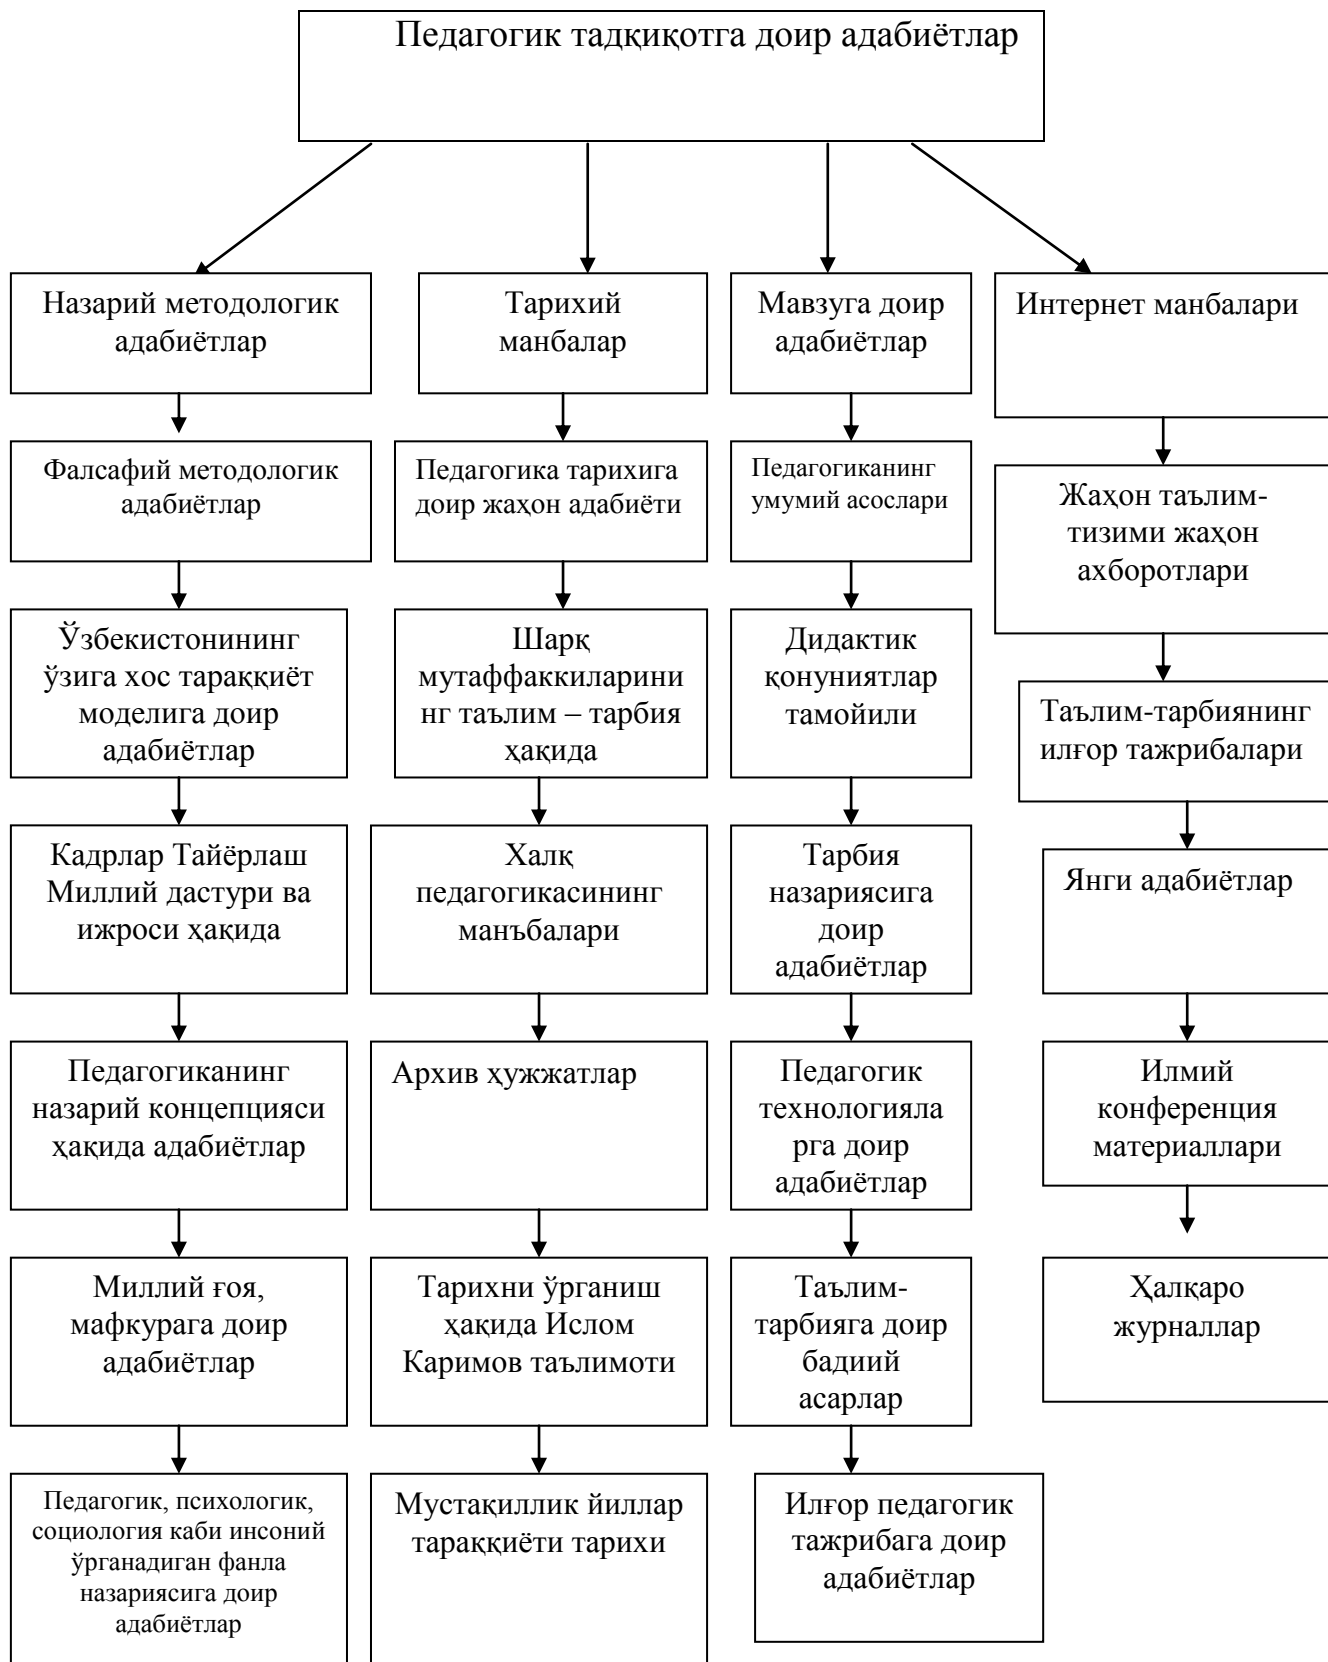 Педагогик тадқиқотга доир адабиётлар
Назарий методологик
адабиётлар
Фалсафий методологик
адабиётлар
Ўзбекистонининг
ўзига хос тараққиёт
моделига доир
адабиётлар
Кадрлар Тайёрлаш
Миллий дастури ва
ижроси ҳақида
Педагогиканинг
назарий концепцияси
ҳақида адабиётлар
Миллий ғоя,
мафкурага доир
адабиётлар
Педагогик, психологик,
социология каби инсоний
ўрганадиган фанла
назариясига доир
адабиётлар
Тарихий
манбалар
Педагогика тарихига
доир жаҳон адабиёти
Шарқ
мутаффаккиларини
нг таълим – тарбия
ҳақида
Халқ
педагогикасининг
манъбалари
Архив ҳужжатлар
Тарихни ўрганиш
ҳақида Ислом
Каримов таълимоти
Мустақиллик йиллар
тараққиёти тарихи
Мавзуга доир
адабиётлар
Педагогиканинг
умумий асослари
Дидактик
қонуниятлар
тамойили
Тарбия
назариясига
доир
адабиётлар
Педагогик
технологияла
рга доир
адабиётлар
Таълим-
тарбияга доир
бадиий
асарлар
Илғор педагогик
тажрибага доир
адабиётлар
Интернет манбалари
Жаҳон таълим-
тизими жаҳон
ахборотлари
Таълим-тарбиянинг
илғор тажрибалари
Янги адабиётлар
Илмий
конференция
материаллари
Ҳалқаро
журналлар